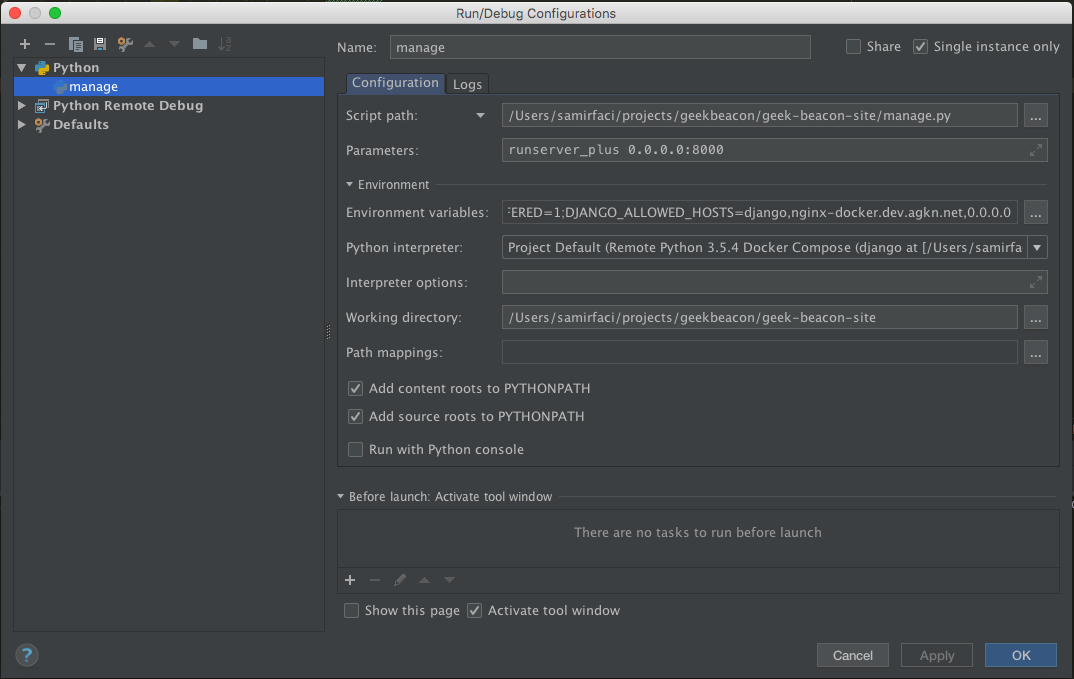 Run/Debug Configurations
Name: manage Share Single instance only
Python
manage
Python Remote Debug
Defaults
Configuration Logs
Script path: /Users/samirfaci/projects/geekbeacon/geek-beacon-site/manage.py ...
Parameters: runserver_plus 0.0.0.0:8000
Environment
Environment variables: ERED=1;DJANGO_ALLOWED_HOSTS=django,nginx-docker.dev.agkn.net,0.0.0.0 ...
Python interpreter: Project Default (Remote Python 3.5.4 Docker Compose (django at [/Users/samirfa
Interpreter options:
Working directory: /Users/samirfaci/projects/geekbeacon/geek-beacon-site ...
Path mappings: ...
Add content roots to PYTHONPATH
Add source roots to PYTHONPATH
Run with Python console
Before launch: Activate tool window
There are no tasks to run before launch
Show this page Activate tool window
? Cancel Apply OK